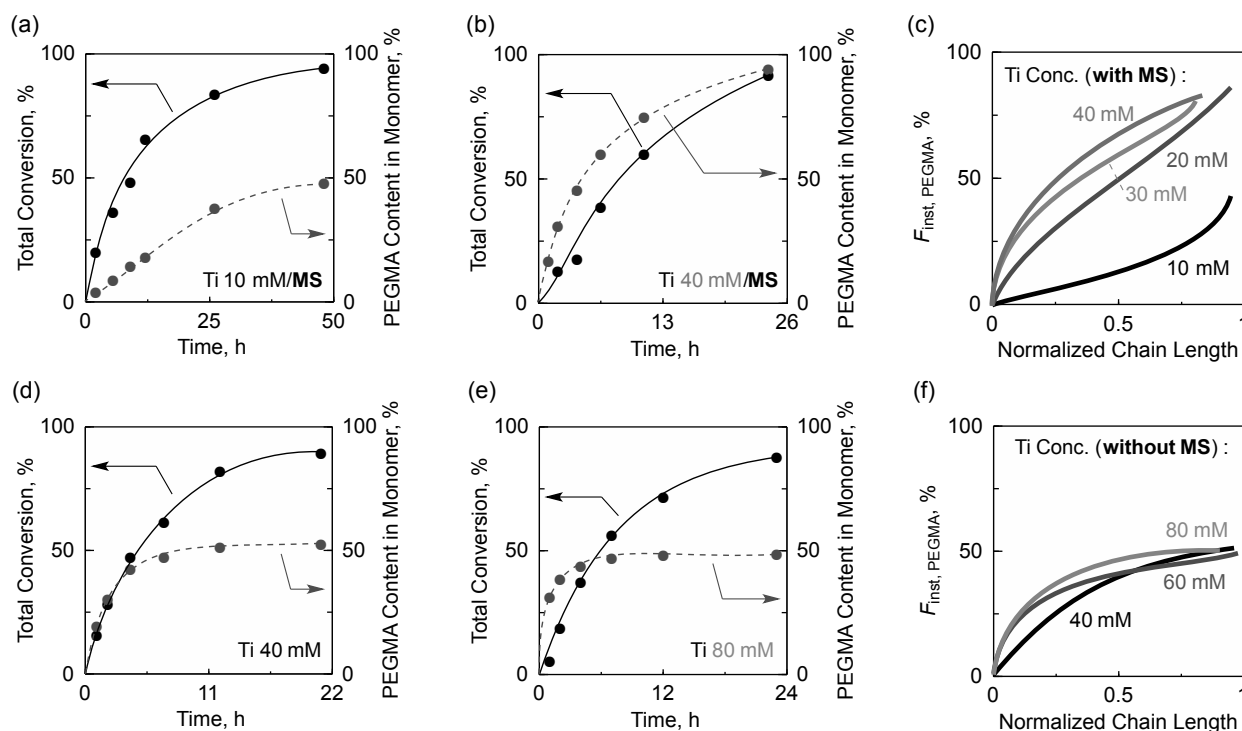 (a)
100
50
0
Total Conversion, %
100
50
0
PEGMA Content in Monomer, %
Ti 10 mM/MS
0
25
50
Time, h
(b)
100
50
0
Total Conversion, %
100
50
0
PEGMA Content in Monomer, %
Ti 40 mM/MS
0
13
26
Time, h
(c)
100
50
0
Finst, PEGMA, %
Ti Conc. (with MS) :
40 mM
20 mM
30 mM
10 mM
0
0.5
1
Normalized Chain Length
(d)
100
50
0
Total Conversion, %
100
50
0
PEGMA Content in Monomer, %
Ti 40 mM
0
11
22
Time, h
(e)
100
50
0
Total Conversion, %
100
50
0
PEGMA Content in Monomer, %
Ti 80 mM
0
12
24
Time, h
(f)
100
50
0
Finst, PEGMA, %
Ti Conc. (without MS) :
80 mM
60 mM
40 mM
0
0.5
1
Normalized Chain Length